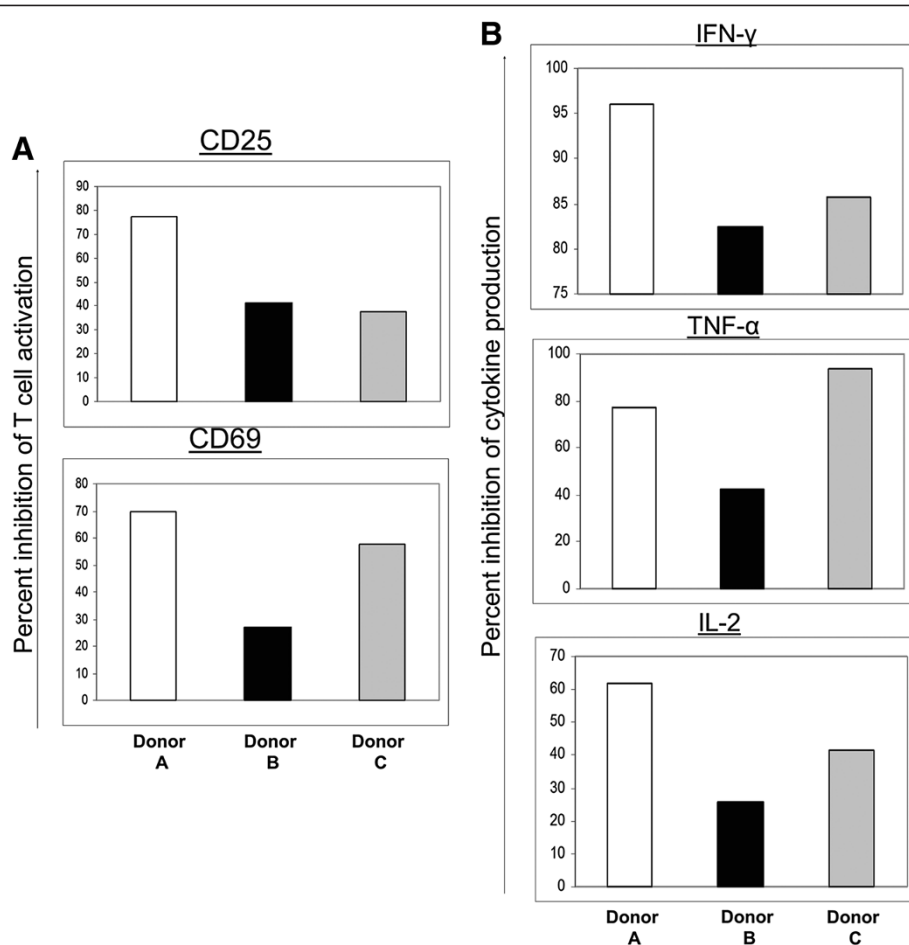 A
CD25
Percent inhibition of T cell activation
90
80
70
60
50
40
30
20
10
0
CD69
80
70
60
50
40
30
20
10
0
Donor
A
Donor
B
Donor
C
B
IFN-γ
Percent inhibition of cytokine production
100
95
90
85
80
75
TNF-α
100
80
60
40
20
0
IL-2
70
60
50
40
30
20
10
0
Donor
A
Donor
B
Donor
C